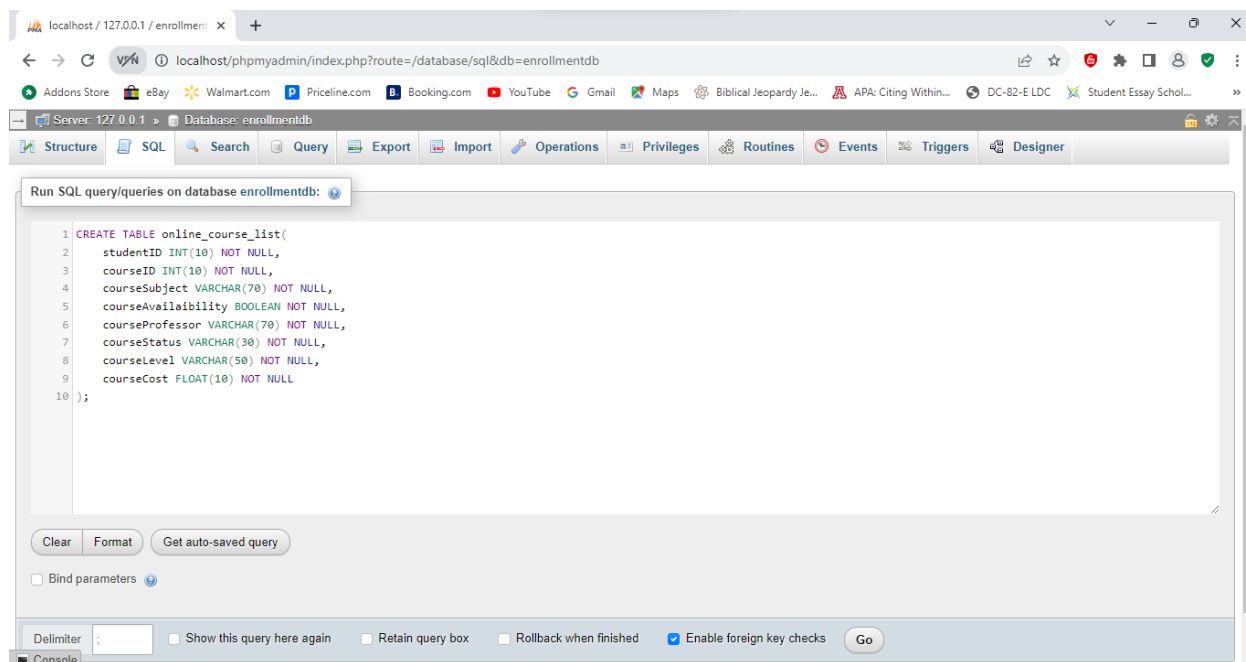 localhost / 127.0.0.1 / enrollment
VPN localhost/phpmyadmin/index.php?route=/database/sql&db=enrollmentdb
Addons Store eBay Walmart.com Priceline.com B. Booking.com YouTube Gmail Maps Biblical Jeopardy Je... APA: Citing Within... DC-82-E LDC Student Essay Schol... »
Server: 127.0.0.1 » Database: enrollmentdb
Structure SQL Search Query Export Import Operations Privileges Routines Events Triggers Designer
Run SQL query/queries on database enrollmentdb:
1 CREATE TABLE online_course_list(
2 studentID INT(10) NOT NULL,
3 courseID INT(10) NOT NULL,
4 courseSubject VARCHAR(70) NOT NULL,
5 courseAvailaibility BOOLEAN NOT NULL,
6 courseProfessor VARCHAR(70) NOT NULL,
7 courseStatus VARCHAR(30) NOT NULL,
8 courseLevel VARCHAR(50) NOT NULL,
9 courseCost FLOAT(10) NOT NULL
10 );
Clear Format Get auto-saved query
Bind parameters
Delimiter ; Show this query here again Retain query box Rollback when finished Enable foreign key checks Go
Console